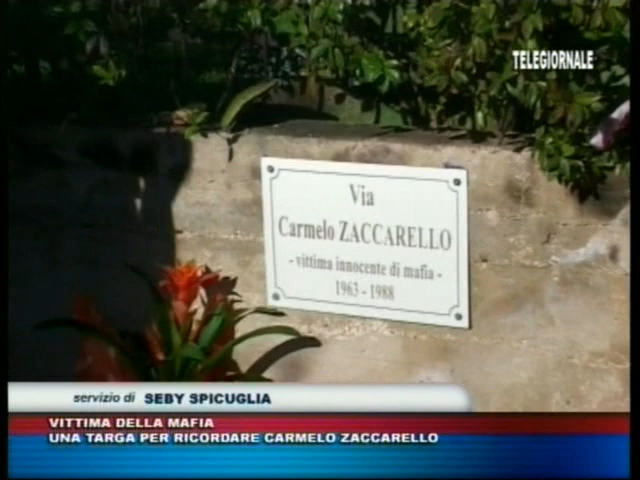 TELEGIORNALE
Via
Carmelo ZACCARELLO
- vittima innocente di mafia -
1963 - 1988
servizio di SEBY SPICUGLIA
VITTIMA DELLA MAFIA
UNA TARGA PER RICORDARE CARMELO ZACCARELLO